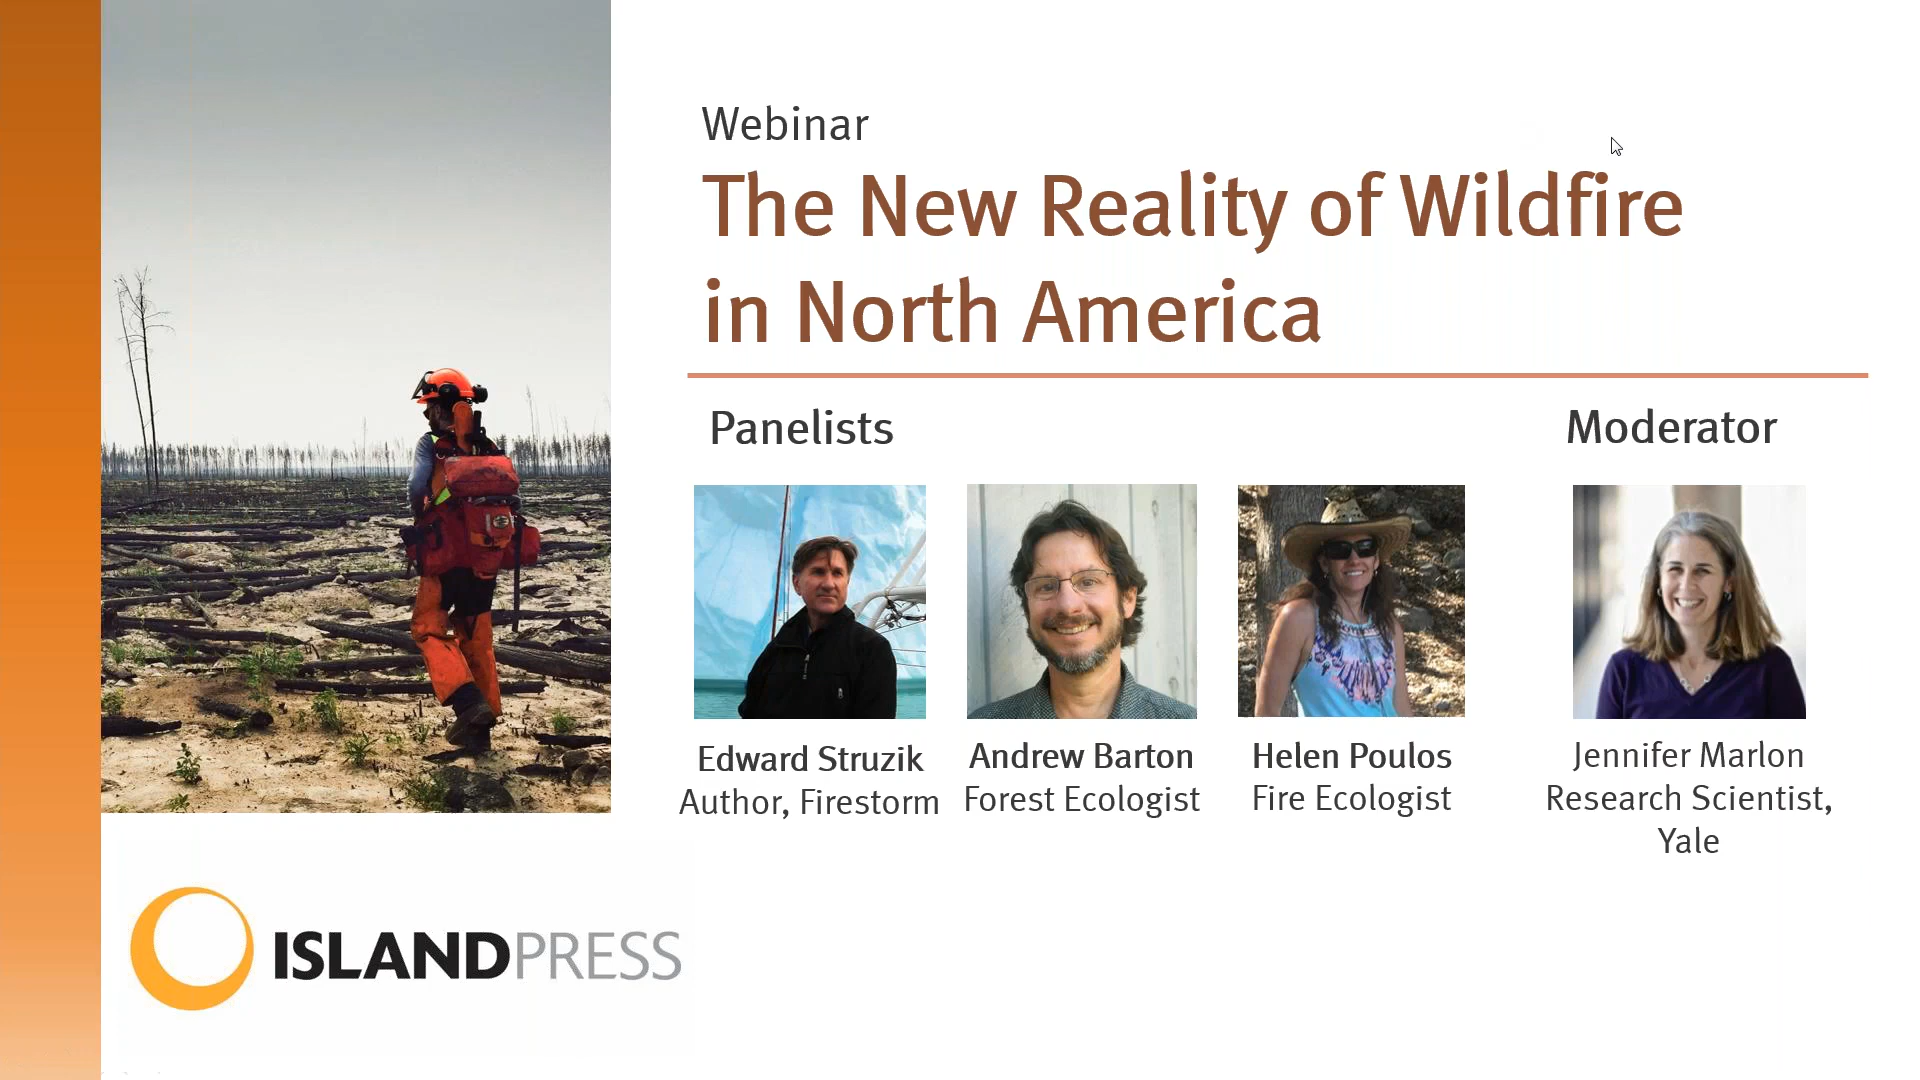 Webinar
The New Reality of Wildfire
in North America
Panelists
Moderator
Edward Struzik
Author, Firestorm
Andrew Barton
Forest Ecologist
Helen Poulos
Fire Ecologist
Jennifer Marlon
Research Scientist,
Yale
ISLANDPRESS